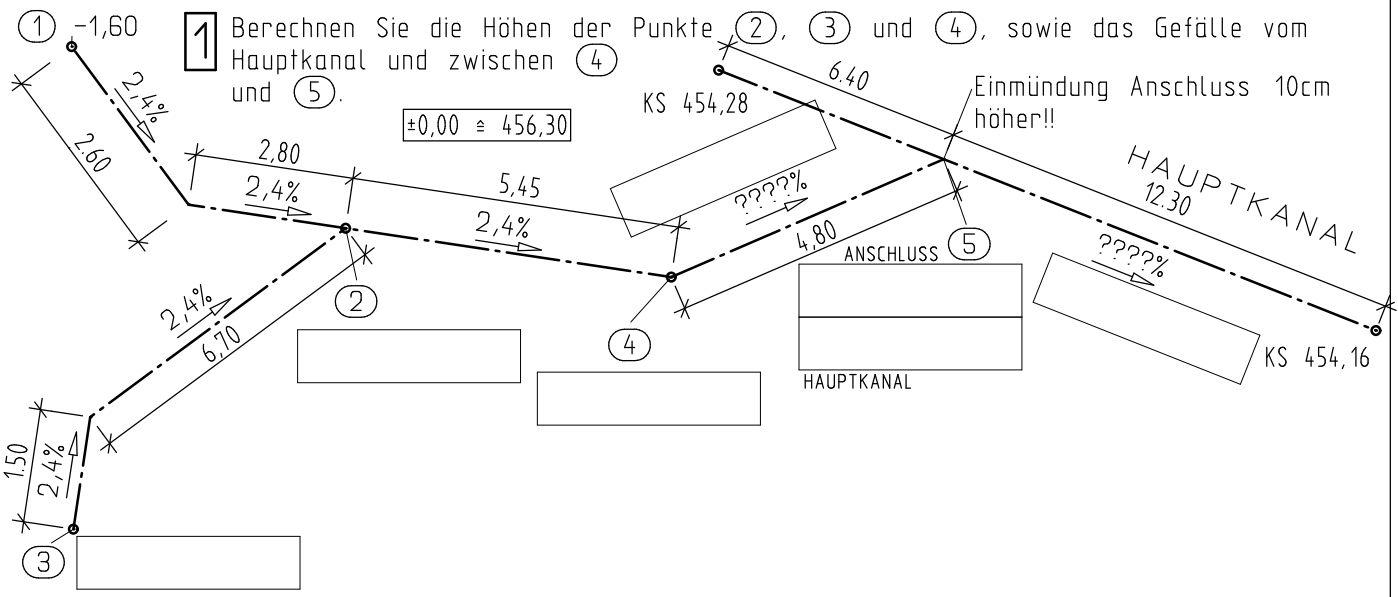 1 -1,60
1 Berechnen Sie die Höhen der Punkte 2, 3 und 4, sowie das Gefälle vom
Hauptkanal und zwischen 4
und 5.
±0,00 ≙ 456,30
KS 454,28
6.40
Einmündung Anschluss 10cm
höher!!
HAUPTKANAL
12.30
2,4%
2.60
2,80
2,4%
5,45
2,4%
????%
4,80
ANSCHLUSS 5
????%
KS 454,16
HAUPTKANAL
2
4
2,4%
6,70
1.50
2,4%
3